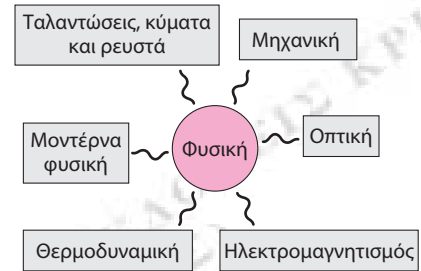 Ταλαντώσεις, κύματα
και ρευστά
Μηχανική
Μοντέρνα
φυσική
Φυσική
Οπτική
Θερμοδυναμική
Ηλεκτρομαγνητισμός